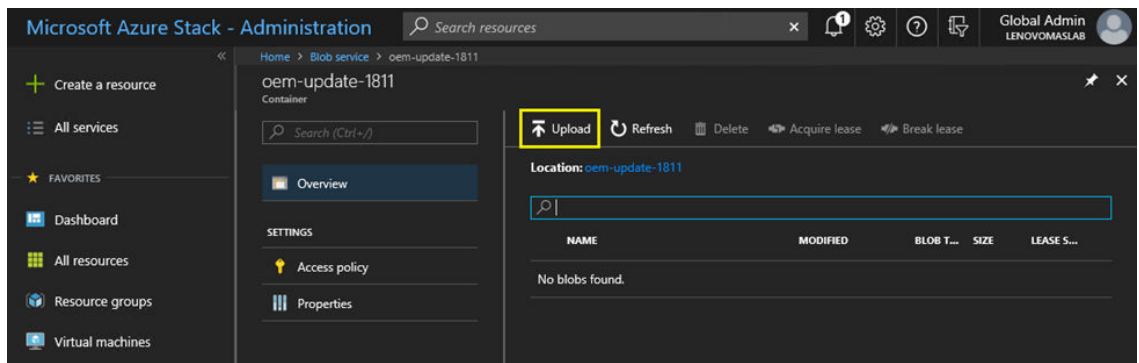 Microsoft Azure Stack - Administration
Search resources
1
Global Admin
LENOVOMASLAB
Home > Blob service > oem-update-1811
oem-update-1811
Container
Create a resource
All services
FAVORITES
Dashboard
All resources
Resource groups
Virtual machines
Search (Ctrl+/)
Overview
SETTINGS
Access policy
Properties
Upload Refresh Delete Acquire lease Break lease
Location: oem-update-1811
NAME MODIFIED BLOB T... SIZE LEASE S...
No blobs found.